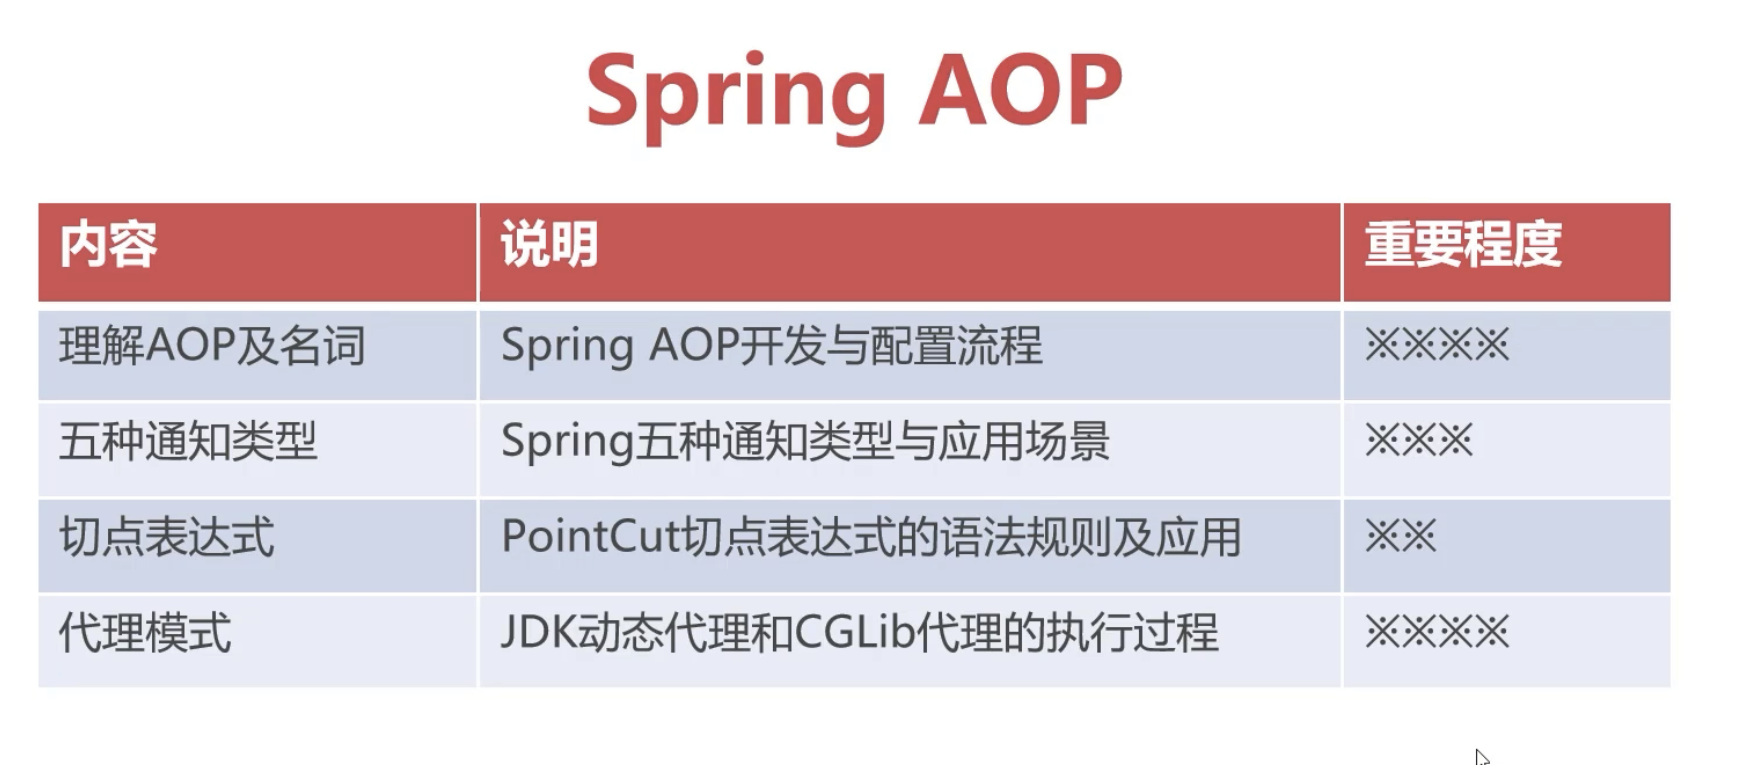 Spring AOP
内容 说明 重要程度
理解AOP及名词 Spring AOP开发与配置流程 ※※※※
五种通知类型 Spring五种通知类型与应用场景 ※※※
切点表达式 PointCut切点表达式的语法规则及应用 ※※
代理模式 JDK动态代理和CGLib代理的执行过程 ※※※※